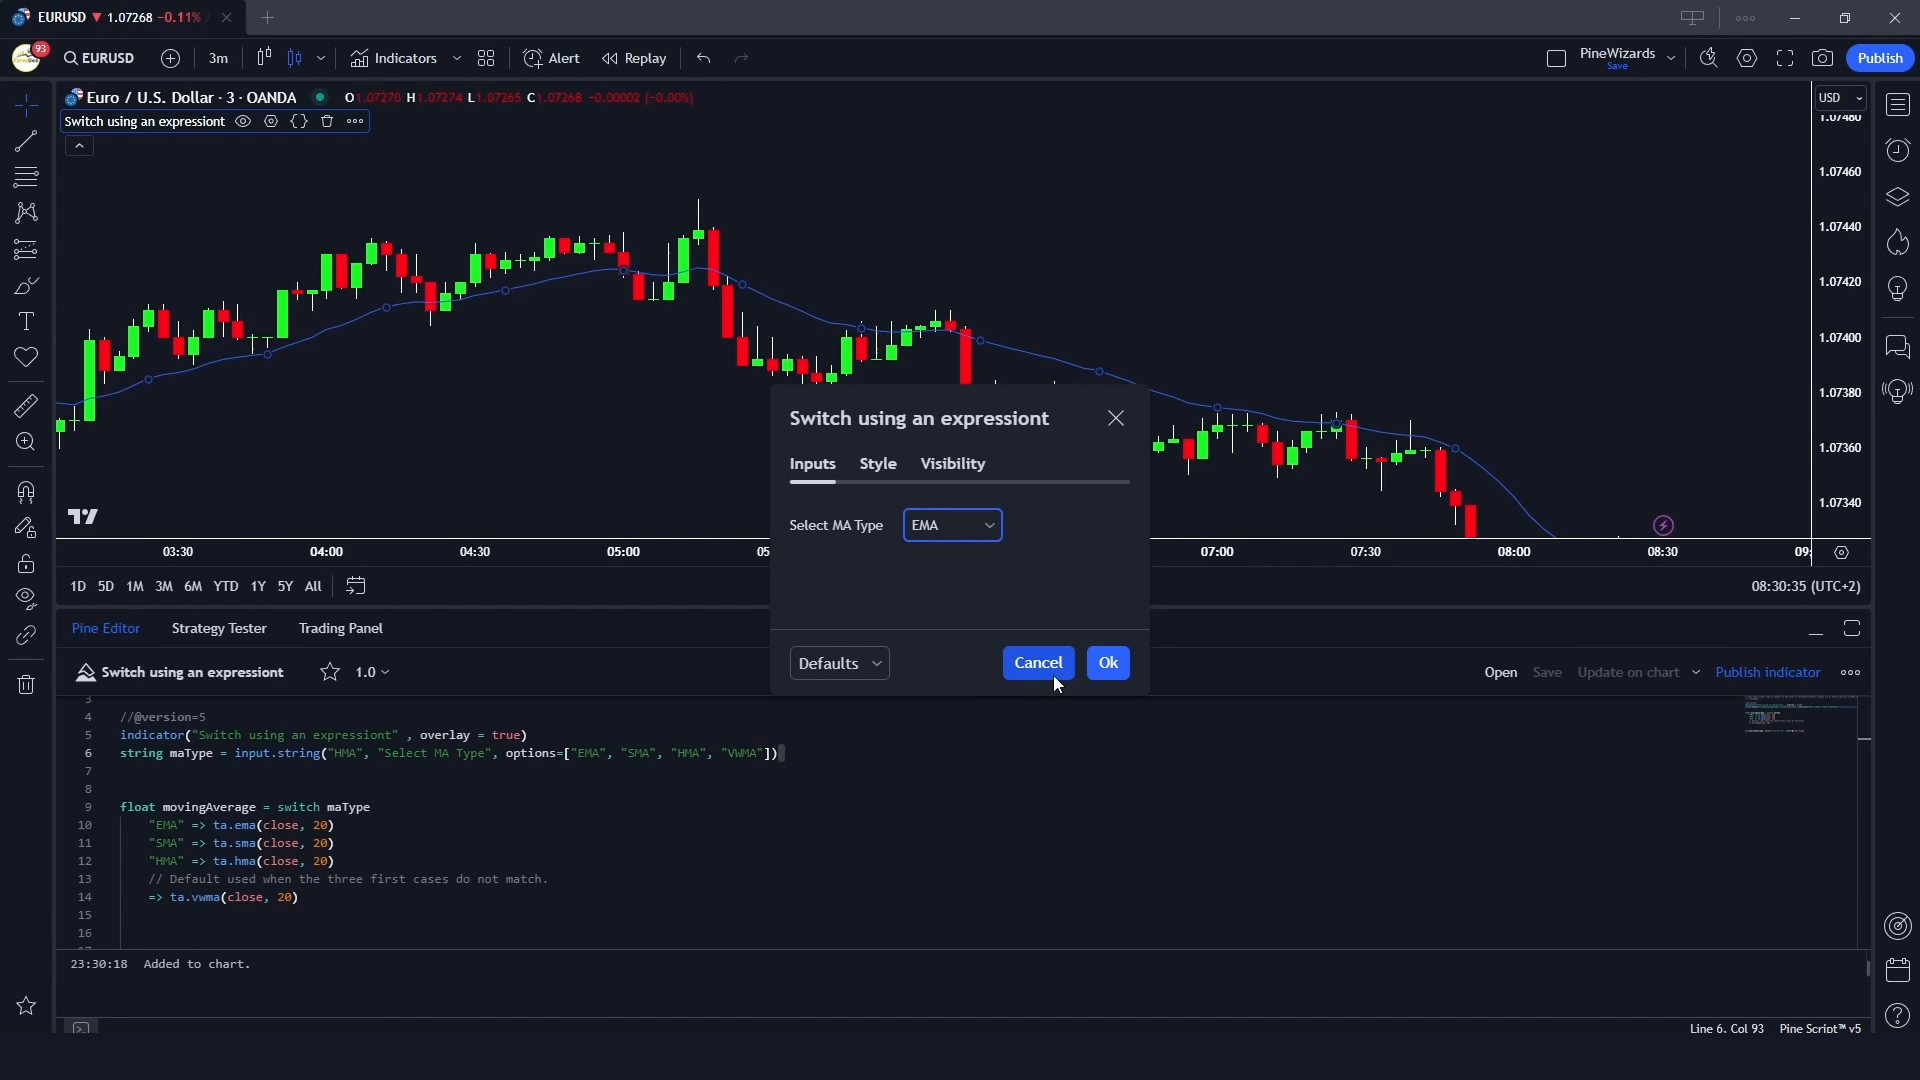 EURUSD ▼ 1.07268 -0.11% /
93
EURUSD
3m
Indicators
Alert
Replay
PineWizards
Save
Publish
Euro / U.S. Dollar · 3 · OANDA
O1.07270 H1.07274 L1.07265 C1.07268 -0.00002 (-0.00%)
USD
Switch using an expressiont
1.07480
1.07460
1.07440
1.07420
1.07400
1.07380
1.07360
1.07340
Switch using an expressiont
Inputs Style Visibility
Select MA Type EMA
Defaults
Cancel
Ok
03:30 04:00 04:30 05:00 05 07:00 07:30 08:00 08:30 09:
1D 5D 1M 3M 6M YTD 1Y 5Y All
08:30:35 (UTC+2)
Pine Editor Strategy Tester Trading Panel
Switch using an expressiont
1.0
Open Save Update on chart Publish indicator
3
4 //@version=5
5 indicator("Switch using an expressiont" , overlay = true)
6 string maType = input.string("HMA", "Select MA Type", options=["EMA", "SMA", "HMA", "VWMA"])
7
8
9 float movingAverage = switch maType
10 "EMA" => ta.ema(close, 20)
11 "SMA" => ta.sma(close, 20)
12 "HMA" => ta.hma(close, 20)
13 // Default used when the three first cases do not match.
14 => ta.vwma(close, 20)
15
16
17
23:30:18 Added to chart.
Line 6, Col 93 Pine Script™ v5